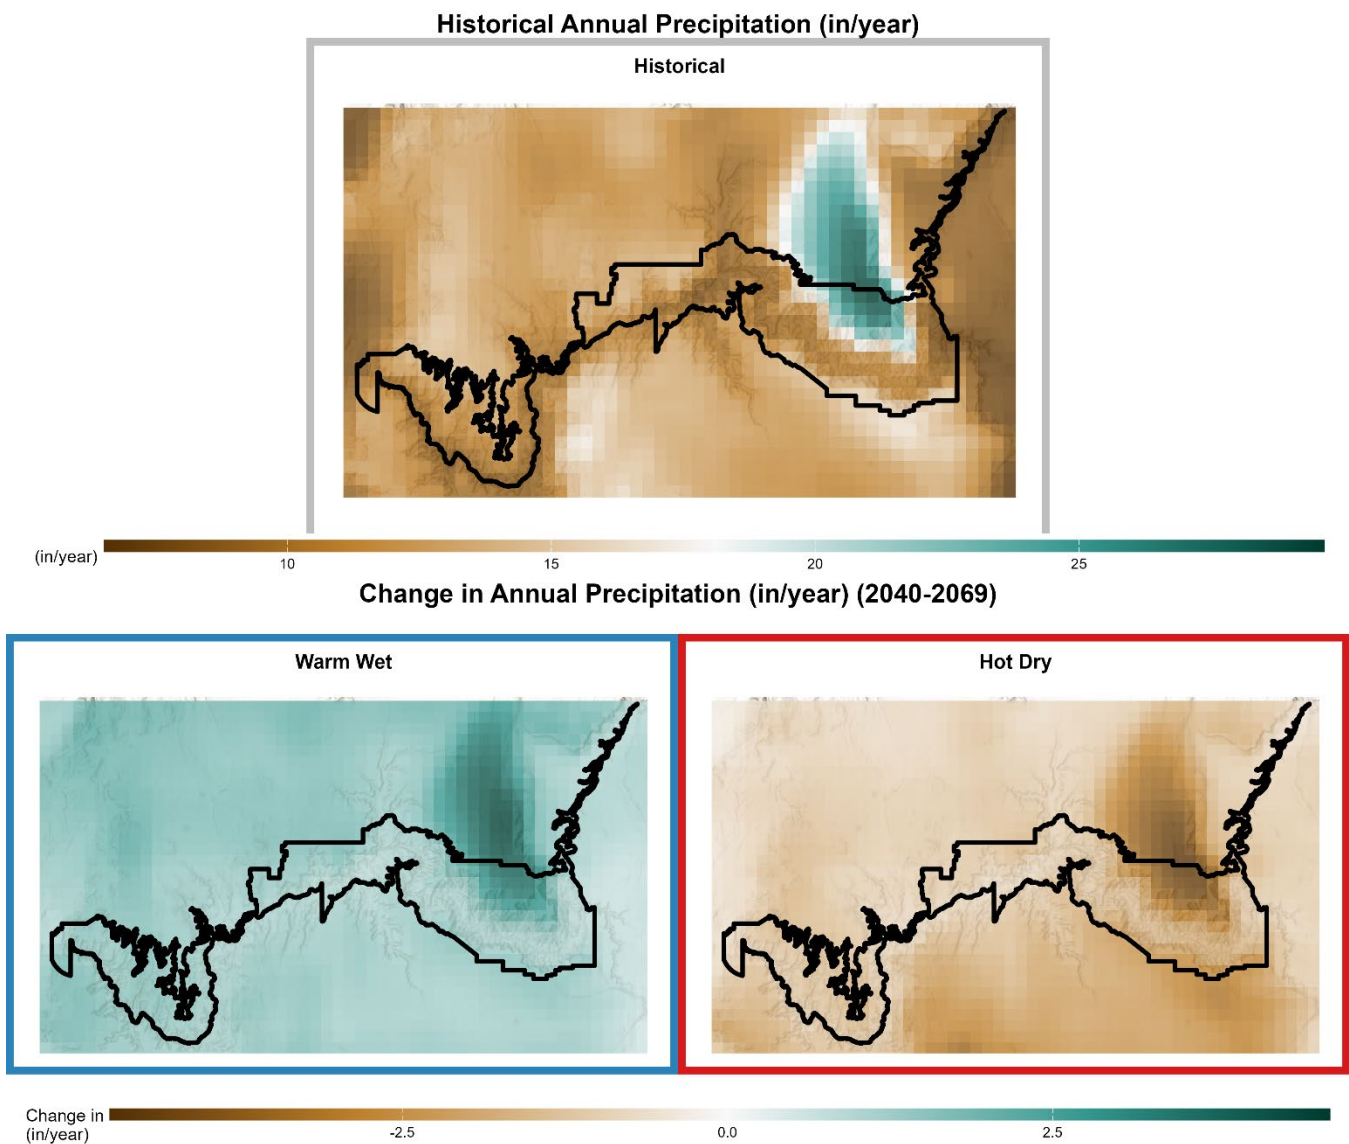 Historical Annual Precipitation (in/year)
Historical
(in/year)
10 15 20 25
Change in Annual Precipitation (in/year) (2040-2069)
Warm Wet
Hot Dry
Change in
(in/year)
-2.5 0.0 2.5